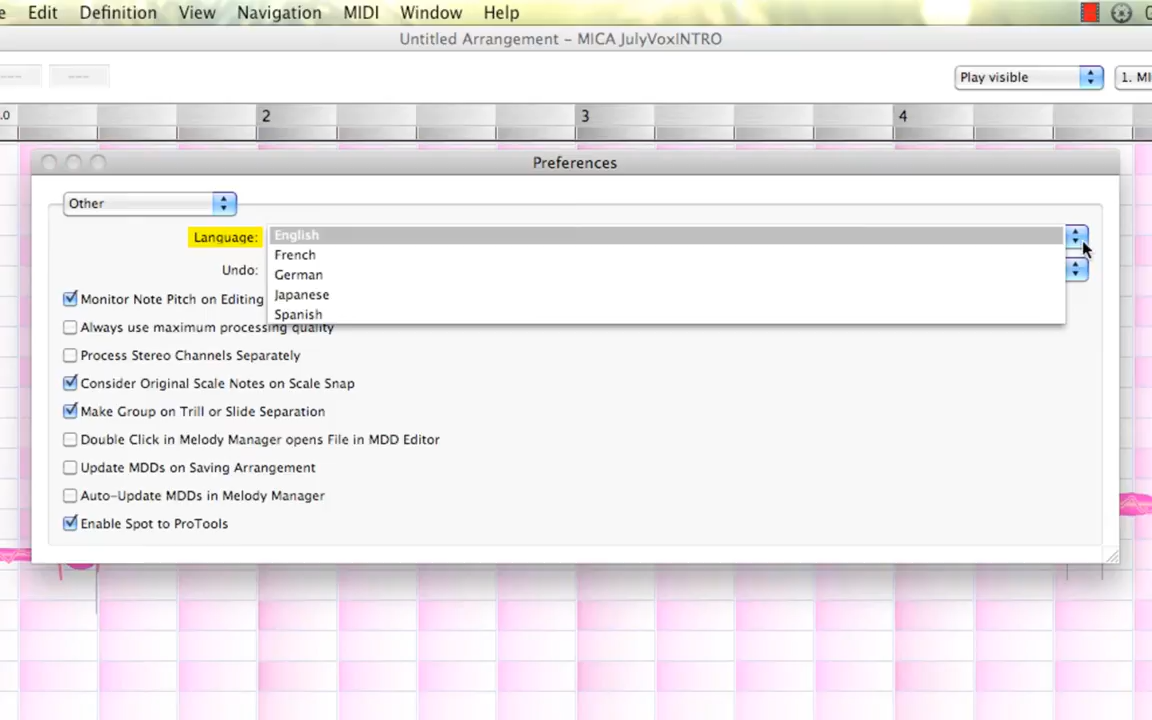 Edit Definition View Navigation MIDI Window Help
Untitled Arrangement – MICA JulyVoxINTRO
--- --- Play visible 1. MI
.0 2 3 4
Preferences
Other
Language: English
French
Undo:
German
Monitor Note Pitch on Editing Japanese
Spanish
Always use maximum processing quality
Process Stereo Channels Separately
Consider Original Scale Notes on Scale Snap
Make Group on Trill or Slide Separation
Double Click in Melody Manager opens File in MDD Editor
Update MDDs on Saving Arrangement
Auto-Update MDDs in Melody Manager
Enable Spot to ProTools